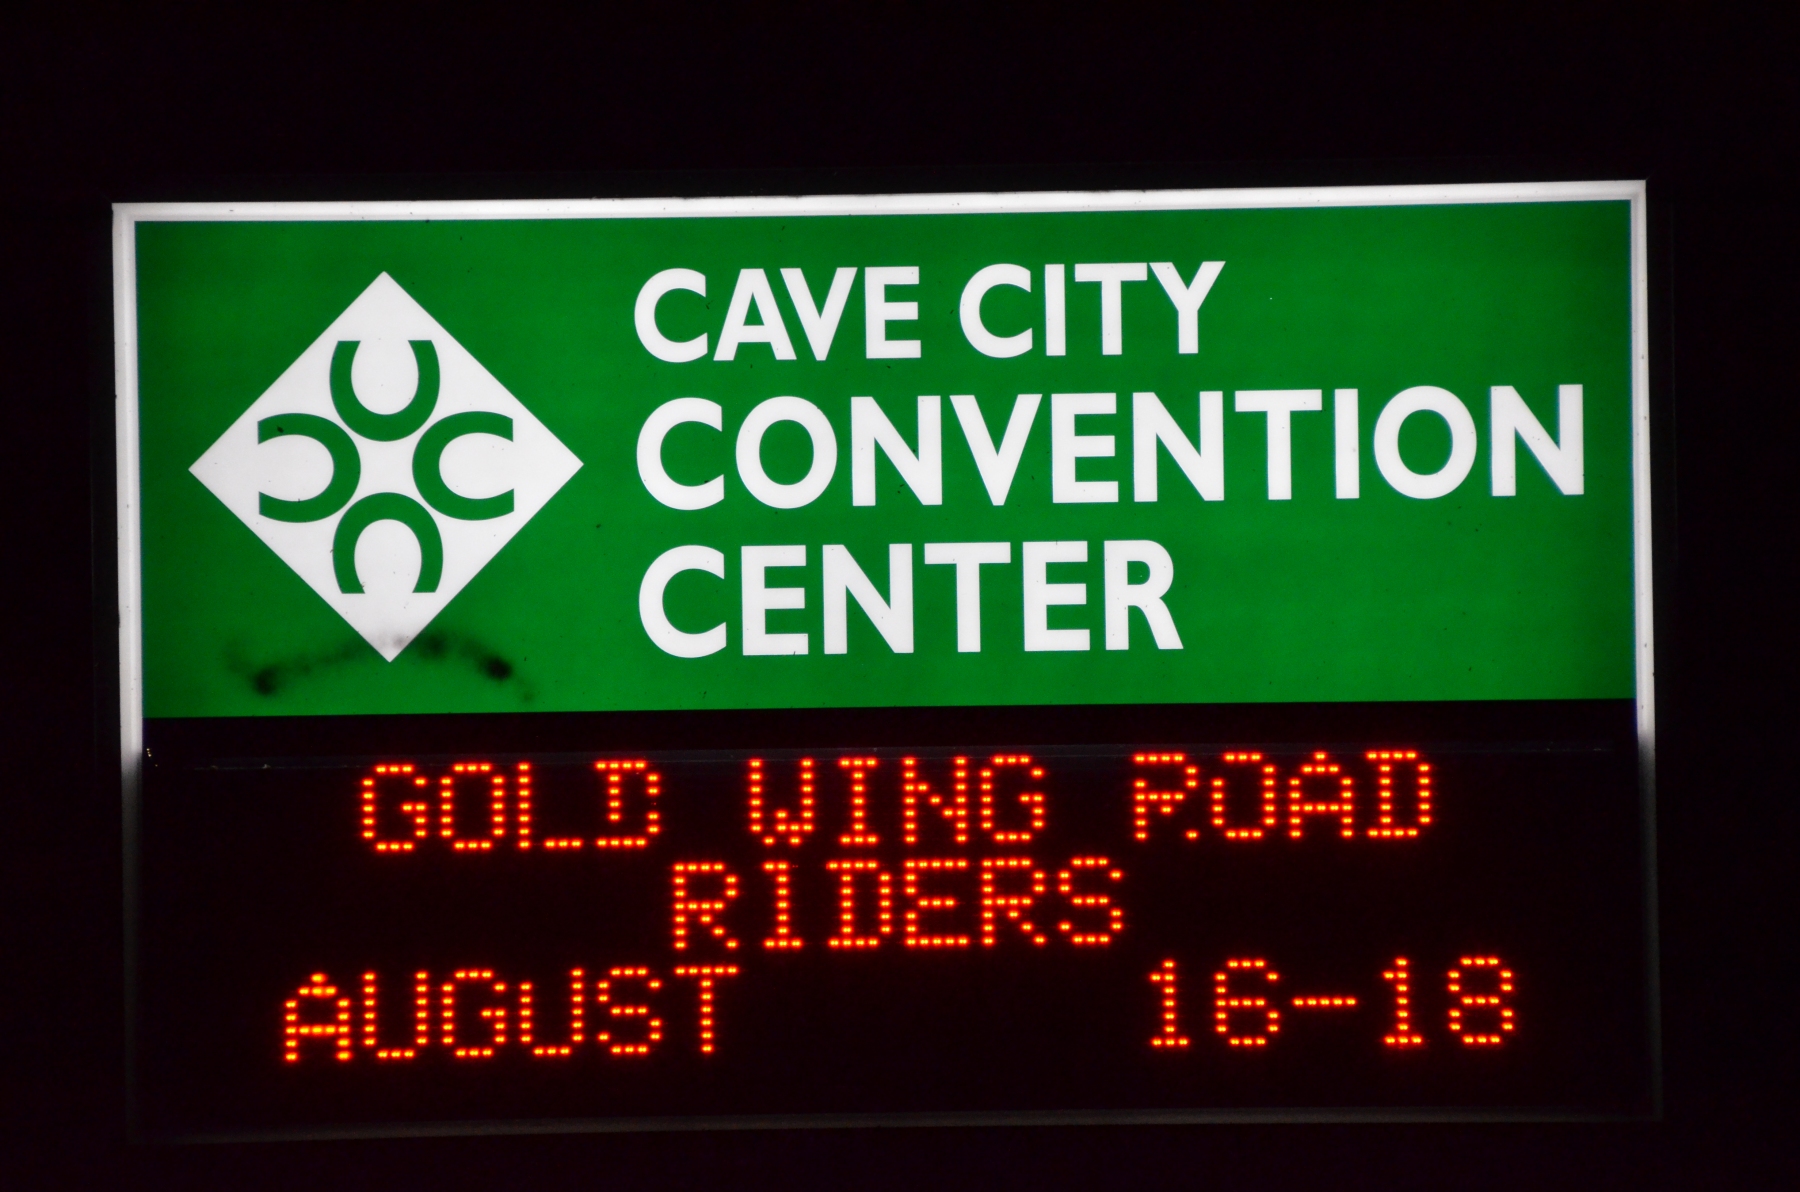 CAVE CITY
CONVENTION
CENTER
GOLD WING ROAD
RIDERS
AUGUST 16-18